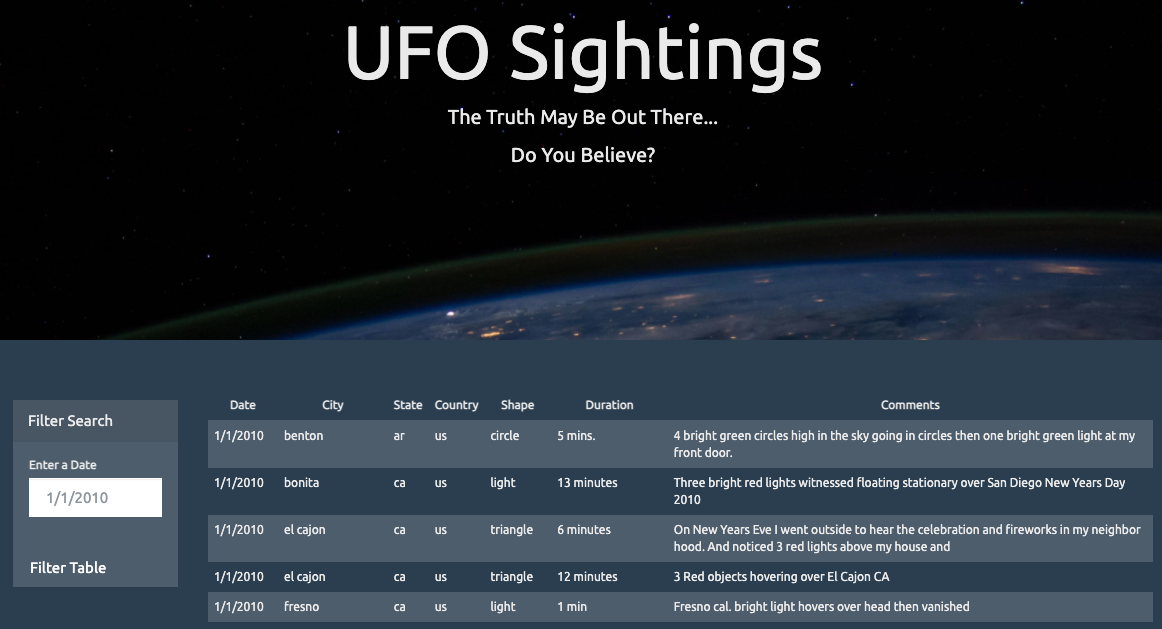 UFO Sightings
The Truth May Be Out There...
Do You Believe?
Filter Search
Enter a Date
1/1/2010
Filter Table
Date City State Country Shape Duration Comments
1/1/2010 benton ar us circle 5 mins. 4 bright green circles high in the sky going in circles then one bright green light at my
front door.
1/1/2010 bonita ca us light 13 minutes Three bright red lights witnessed floating stationary over San Diego New Years Day
2010
1/1/2010 el cajon ca us triangle 6 minutes On New Years Eve I went outside to hear the celebration and fireworks in my neighbor
hood. And noticed 3 red lights above my house and
1/1/2010 el cajon ca us triangle 12 minutes 3 Red objects hovering over El Cajon CA
1/1/2010 fresno ca us light 1 min Fresno cal. bright light hovers over head then vanished